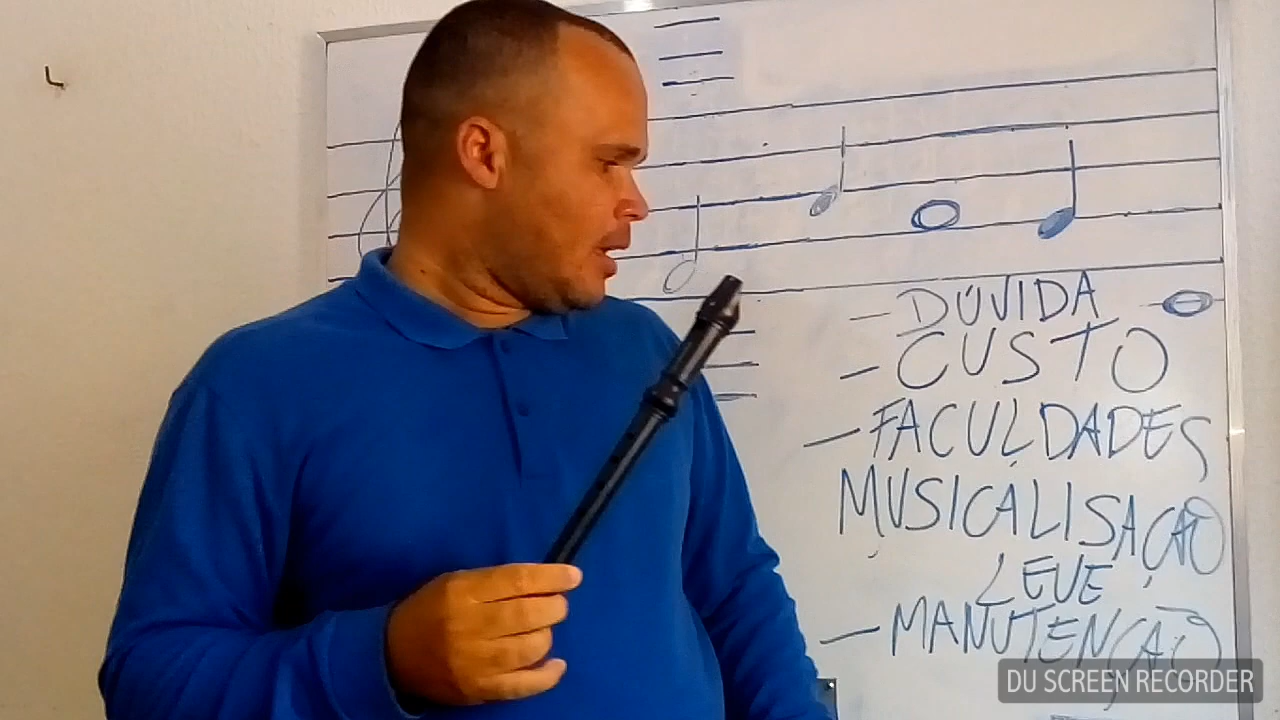 - DÚVIDA
- CUSTO
- FACULDADES
MUSICALISAÇÃO
LEVE
- MANUTENÇÃO
DU SCREEN RECORDER